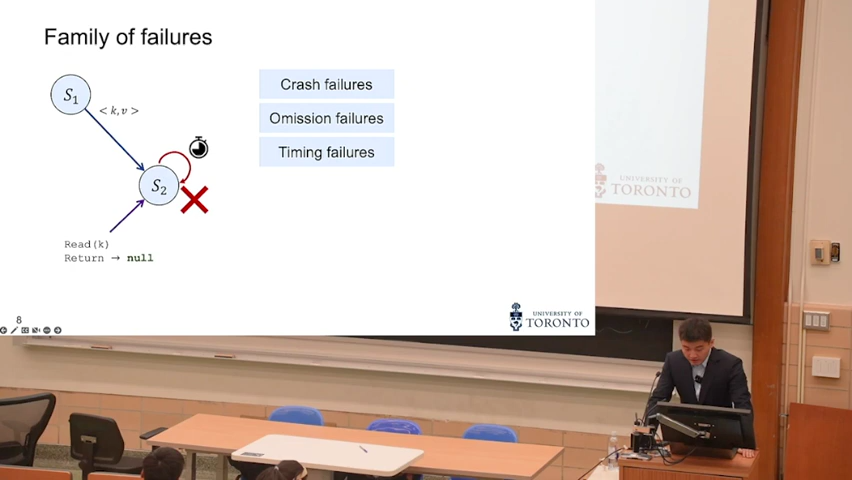 Family of failures
S1
< k, v >
S2
Read(k)
Return → null
Crash failures
Omission failures
Timing failures
8
UNIVERSITY OF
TORONTO
UNIVERSITY OF
TORONTO